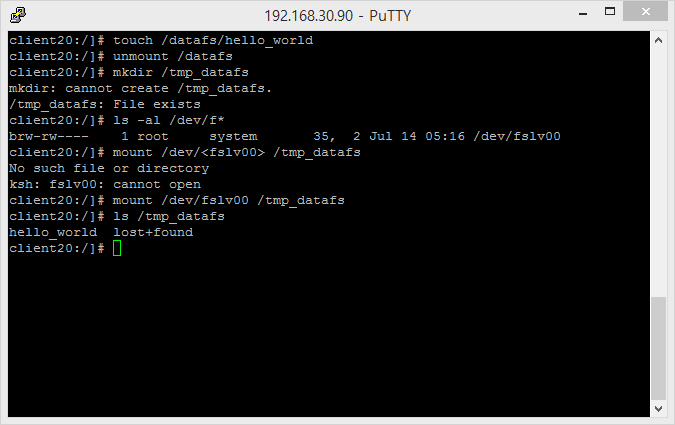 192.168.30.90 - PuTTY
client20:/]# touch /datafs/hello_world
client20:/]# unmount /datafs
client20:/]# mkdir /tmp_datafs
mkdir: cannot create /tmp_datafs.
/tmp_datafs: File exists
client20:/]# ls -al /dev/f*
brw-rw----    1 root     system       35,  2 Jul 14 05:16 /dev/fslv00
client20:/]# mount /dev/<fslv00> /tmp_datafs
No such file or directory
ksh: fslv00: cannot open
client20:/]# mount /dev/fslv00 /tmp_datafs
client20:/]# ls /tmp_datafs
hello_world  lost+found
client20:/]#